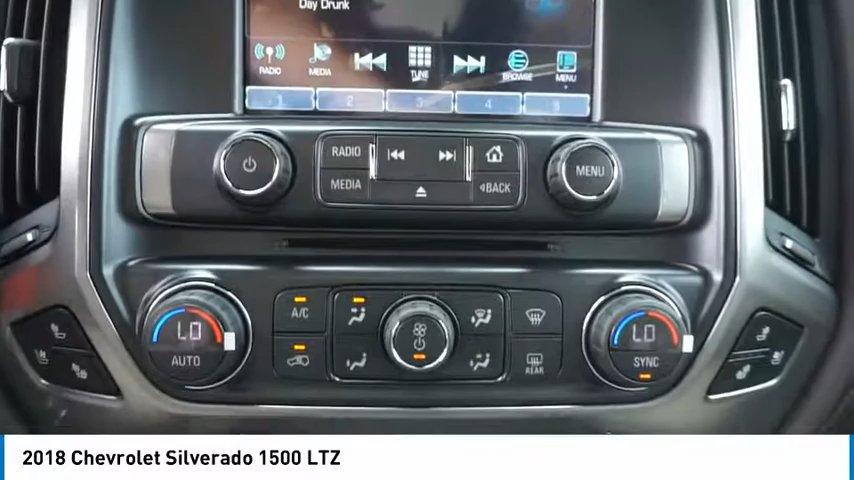 Day Drunk
RADIO MEDIA TUNE BROWSE MENU
1 2 3 4 5
RADIO
MEDIA
BACK
MENU
LO
AUTO
A/C
REAR
LO
SYNC
2018 Chevrolet Silverado 1500 LTZ